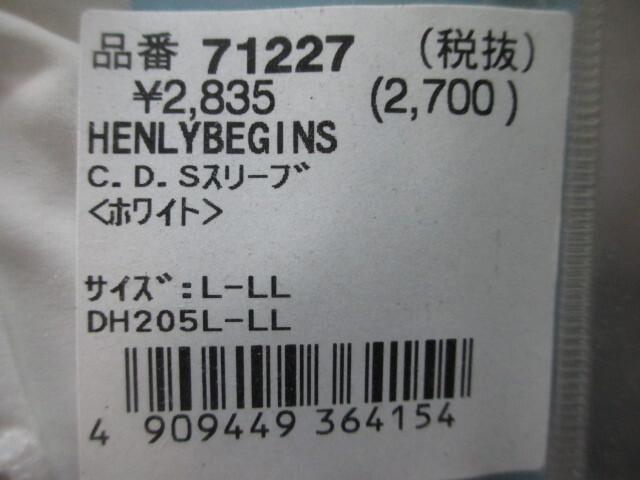 品番 71227 (税抜)
¥2,835 (2,700)
HENLYBEGINS
C.D.Sスリーブ
<ホワイト>
サイズ:L-LL
DH205L-LL
4 909449 364154